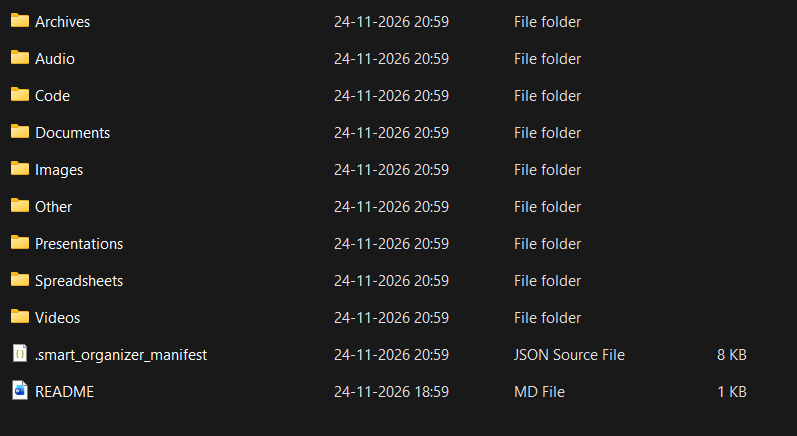 Archives 24-11-2026 20:59 File folder
Audio 24-11-2026 20:59 File folder
Code 24-11-2026 20:59 File folder
Documents 24-11-2026 20:59 File folder
Images 24-11-2026 20:59 File folder
Other 24-11-2026 20:59 File folder
Presentations 24-11-2026 20:59 File folder
Spreadsheets 24-11-2026 20:59 File folder
Videos 24-11-2026 20:59 File folder
.smart_organizer_manifest 24-11-2026 20:59 JSON Source File 8 KB
README 24-11-2026 18:59 MD File 1 KB